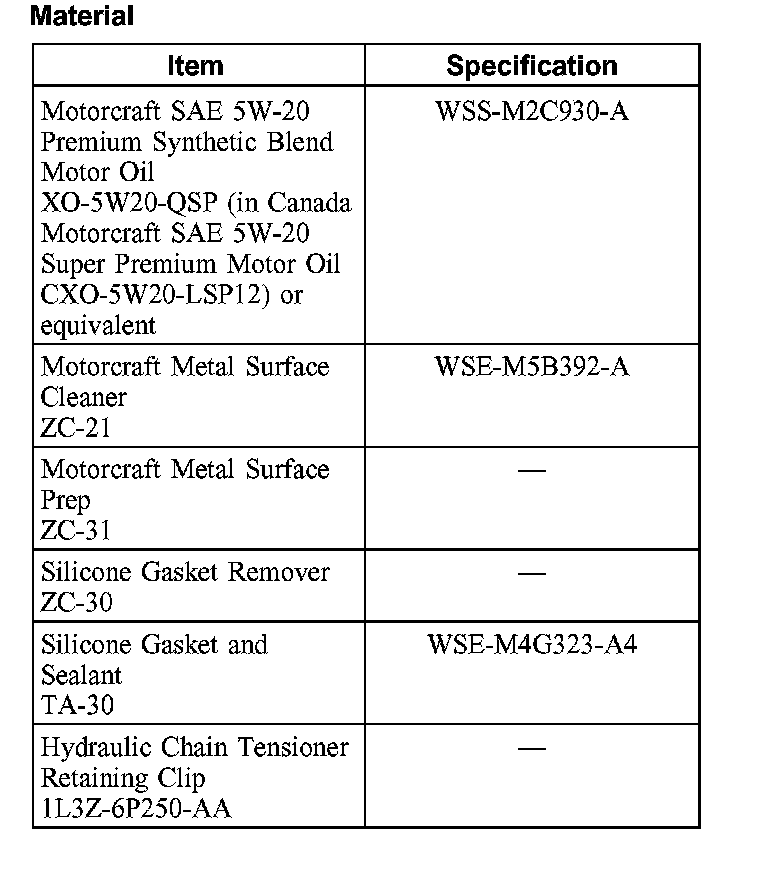 Material
Item Specification
Motorcraft SAE 5W-20 WSS-M2C930-A
Premium Synthetic Blend
Motor Oil
XO-5W20-QSP (in Canada
Motorcraft SAE 5W-20
Super Premium Motor Oil
CXO-5W20-LSP12) or
equivalent
Motorcraft Metal Surface WSE-M5B392-A
Cleaner
ZC-21
Motorcraft Metal Surface —
Prep
ZC-31
Silicone Gasket Remover —
ZC-30
Silicone Gasket and WSE-M4G323-A4
Sealant
TA-30
Hydraulic Chain Tensioner —
Retaining Clip
1L3Z-6P250-AA